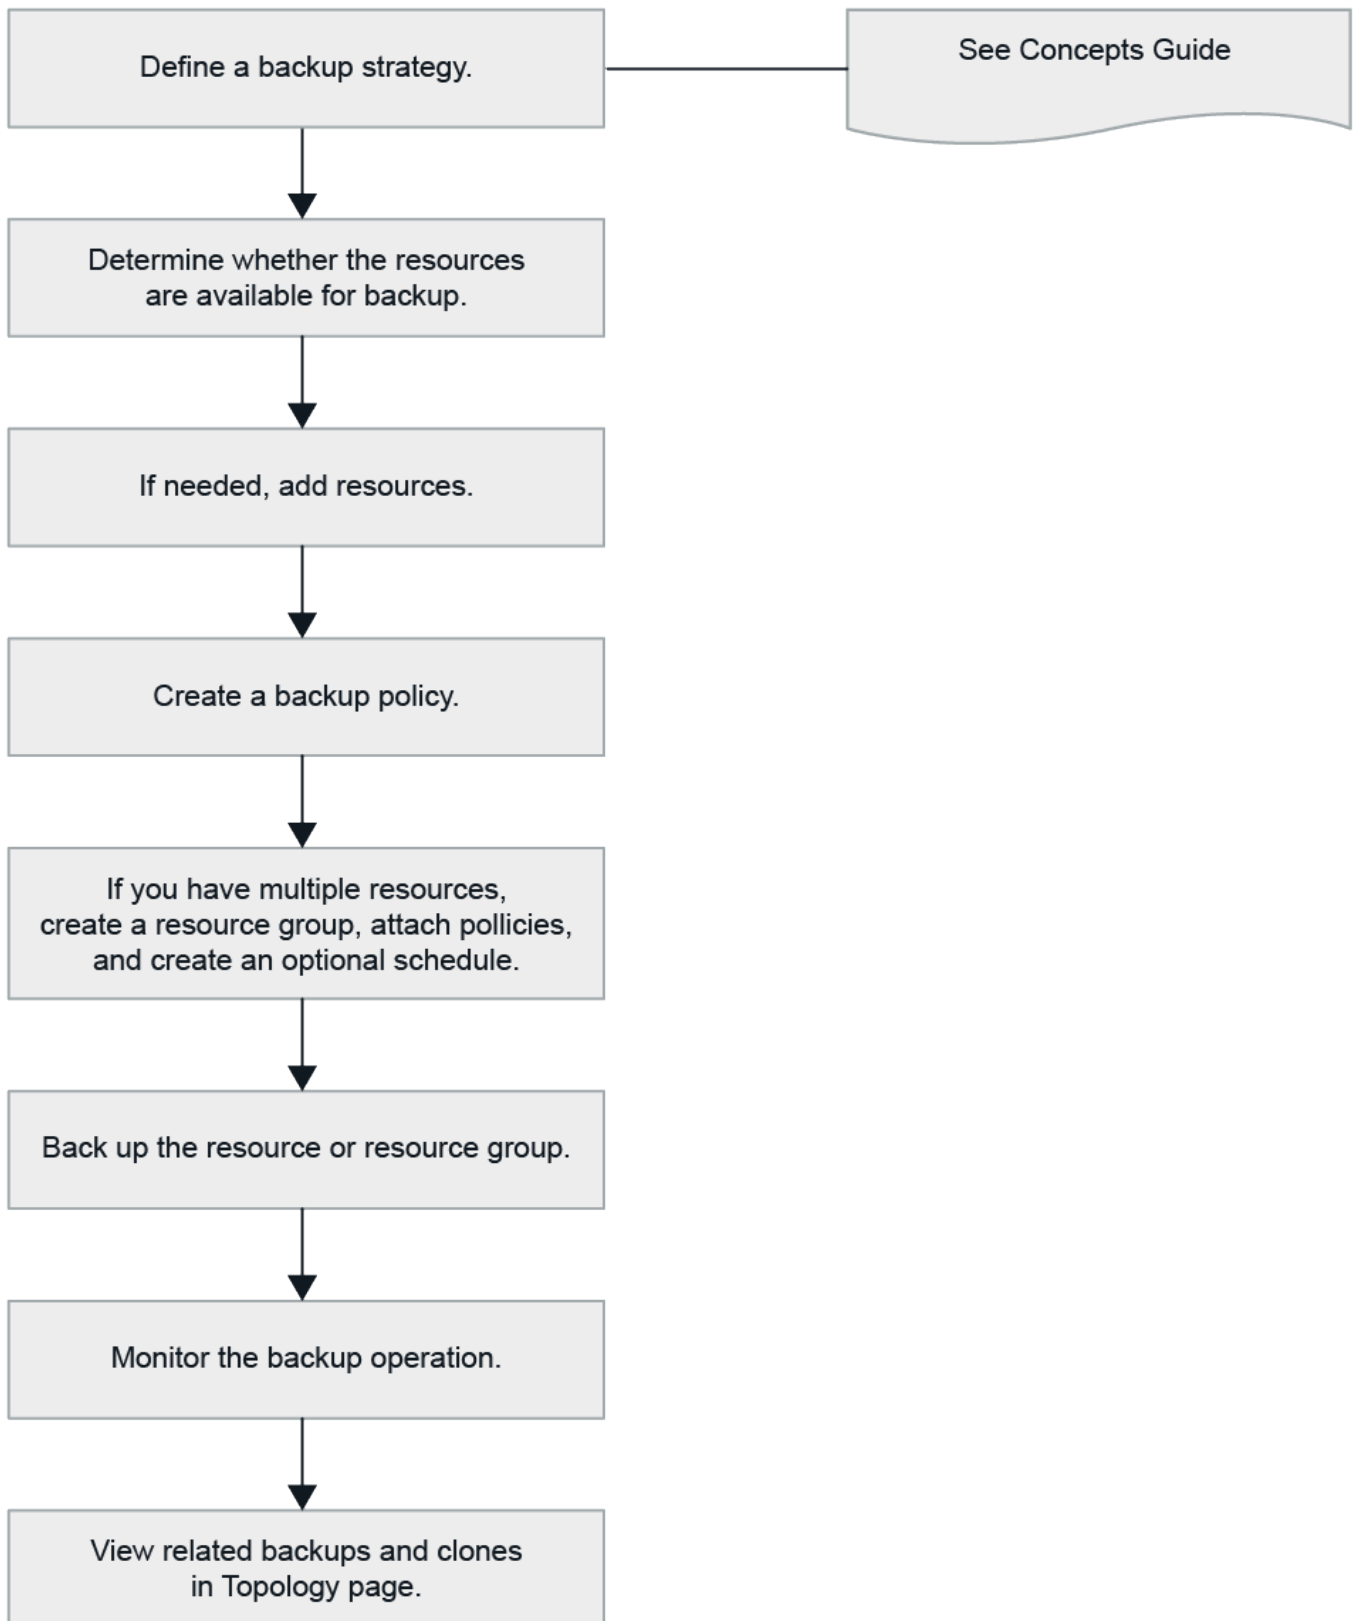 Define a backup strategy.
See Concepts Guide
Determine whether the resources
are available for backup.
If needed, add resources.
Create a backup policy.
If you have multiple resources,
create a resource group, attach pollicies,
and create an optional schedule.
Back up the resource or resource group.
Monitor the backup operation.
View related backups and clones
in Topology page.